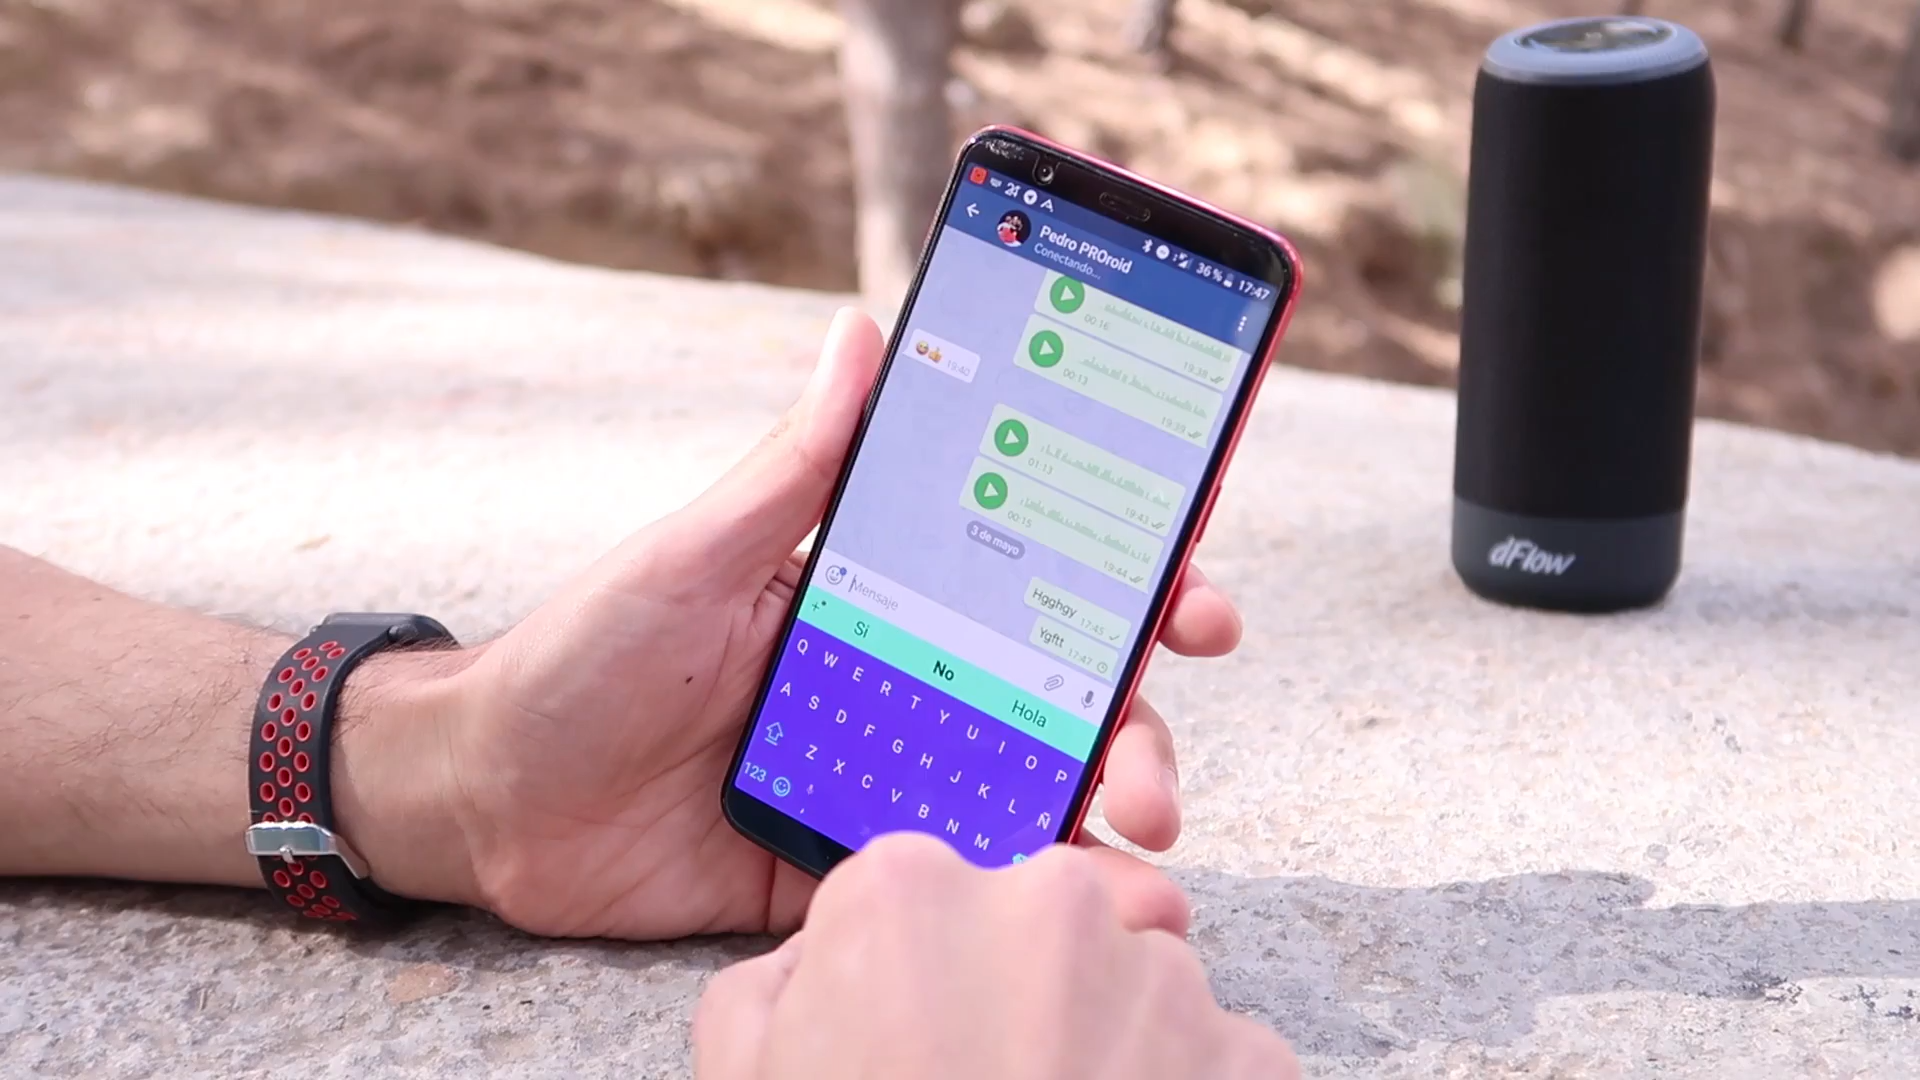 36 % 17:47
Pedro PROroid
Conectando...
00:16
19:38
00:13
19:39
19:40
01:13
19:43
00:15
19:44
3 de mayo
Hgghgy 17:45
Ygftt 17:47
Mensaje
Si No Hola
Q W E R T Y U I O P
A S D F G H J K L Ñ
Z X C V B N M
123
,
dFlow